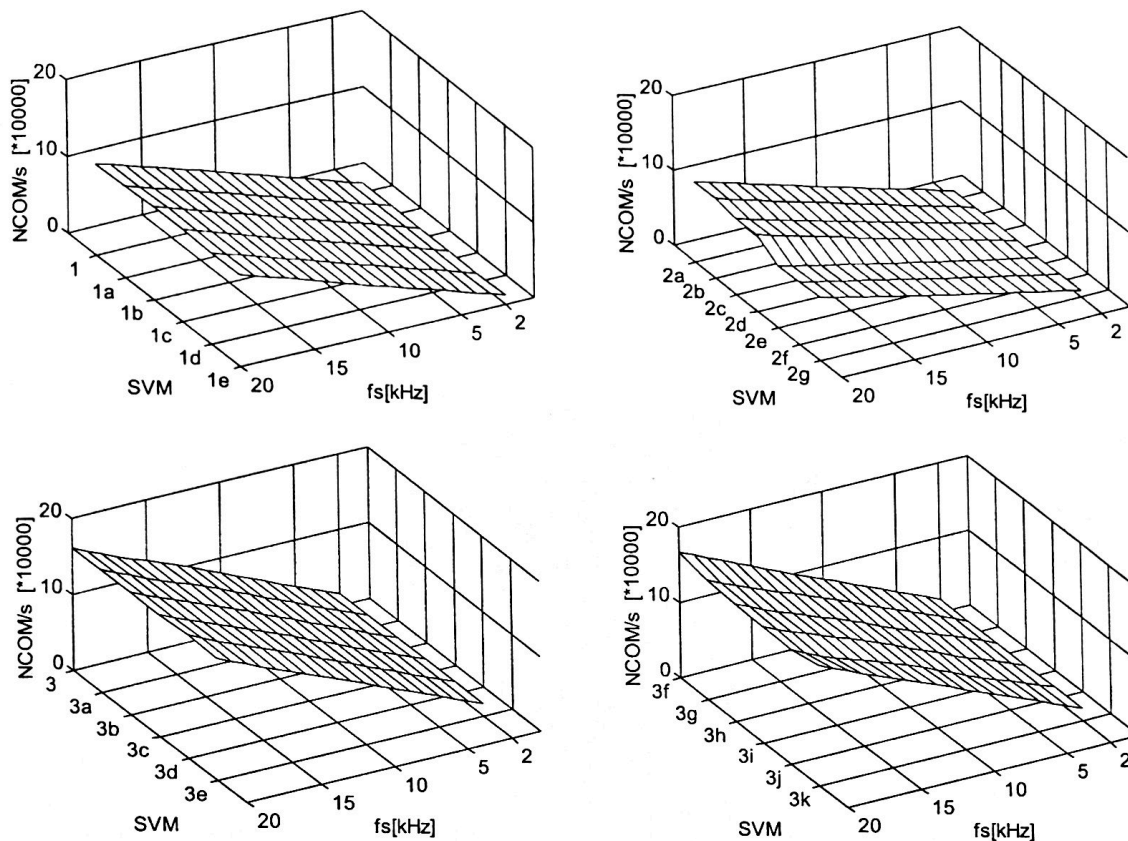 20
10
0
NCOM/s [*10000]
1
1a
1b
1c
1d
1e
SVM
20
15
10
5
2
fs[kHz]
20
10
0
NCOM/s [*10000]
2a
2b
2c
2d
2e
2f
2g
SVM
20
15
10
5
2
fs[kHz]
20
10
0
NCOM/s [*10000]
3
3a
3b
3c
3d
3e
SVM
20
15
10
5
2
fs[kHz]
20
10
0
NCOM/s [*10000]
3f
3g
3h
3i
3j
3k
SVM
20
15
10
5
2
fs[kHz]